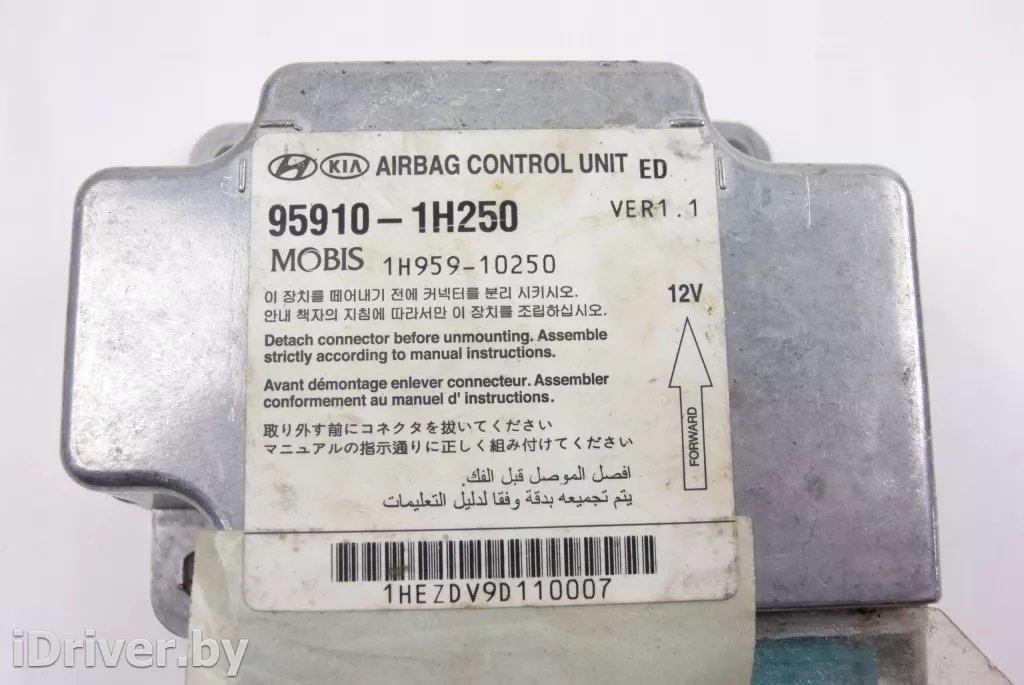 KIA AIRBAG CONTROL UNIT ED
95910-1H250 VER1.1
MOBIS 1H959-10250
이 장치를 떼어내기 전에 커넥터를 분리 시키시오.
안내 책자의 지침에 따라서만 이 장치를 조립하십시오.
12V
Detach connector before unmounting. Assemble
strictly according to manual instructions.
Avant démontage enlever connecteur. Assembler
conformement au manuel d' instructions.
FORWARD
取り外す前にコネクタを抜いてください
マニュアルの指示通りに正しく組み付けてください
افصل الموصل قبل الفك.
يتم تجميعه بدقة وفقا لدليل التعليمات
1HEZDV9D110007
iDriver.by